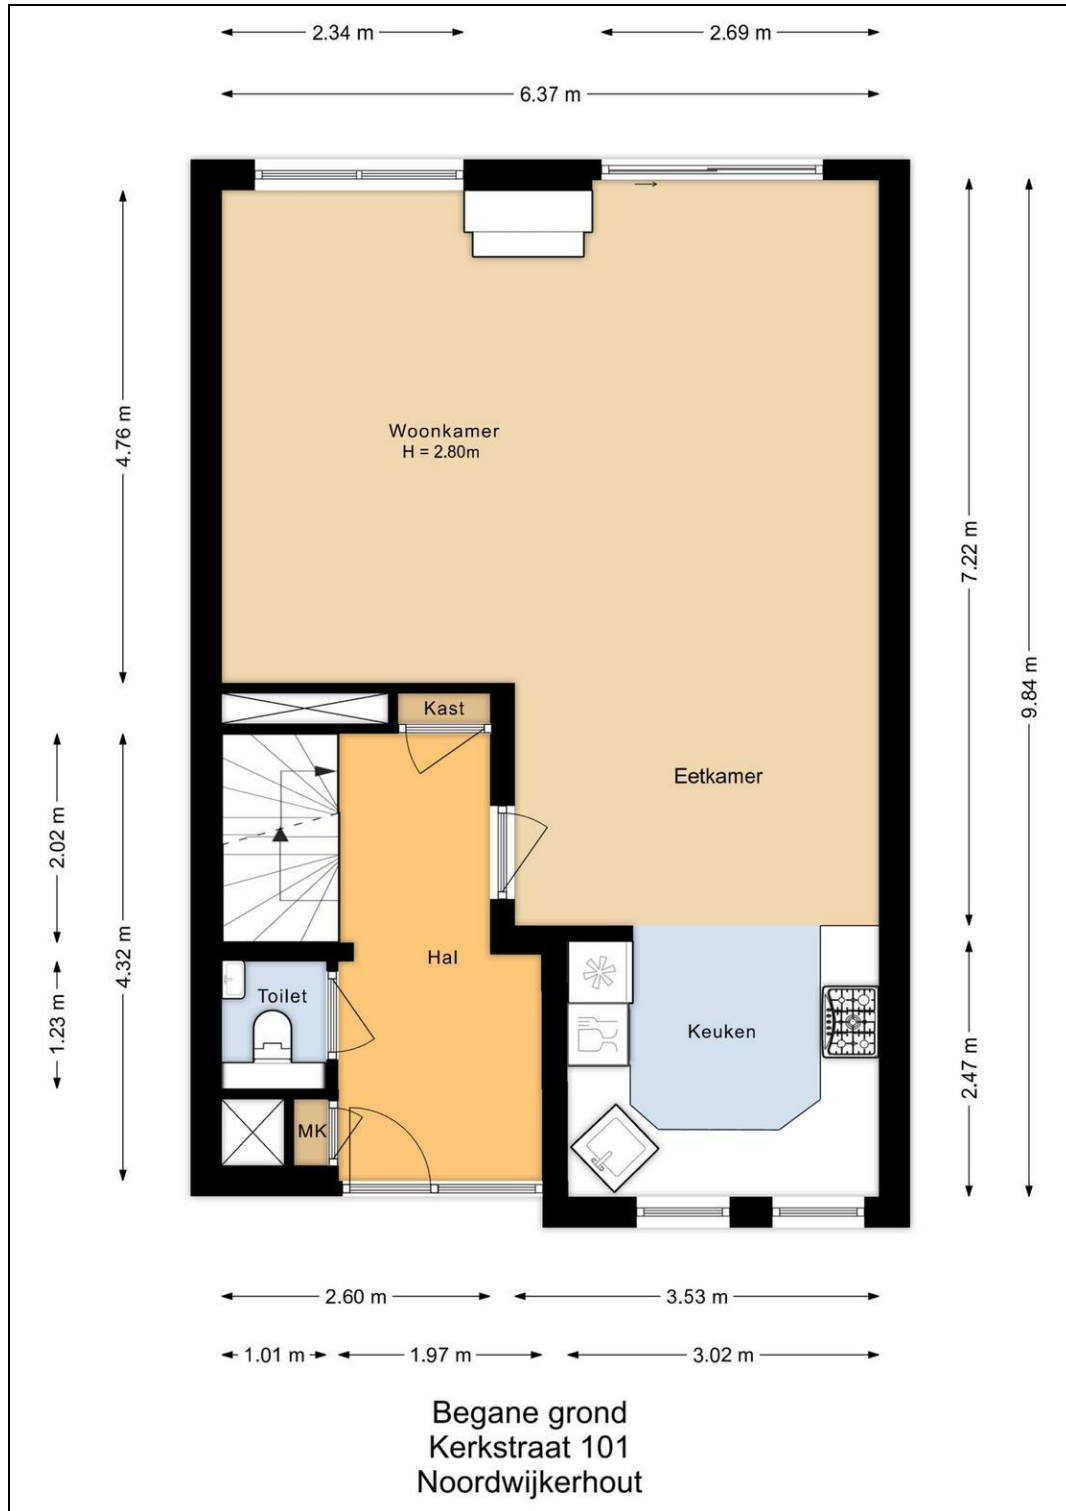 2.34 m
2.69 m
6.37 m
4.76 m
Woonkamer
H = 2.80m
7.22 m
9.84 m
Kast
Eetkamer
2.02 m
4.32 m
Hal
Toilet
1.23 m
Keuken
2.47 m
MK
2.60 m
3.53 m
1.01 m
1.97 m
3.02 m
Begane grond
Kerkstraat 101
Noordwijkerhout